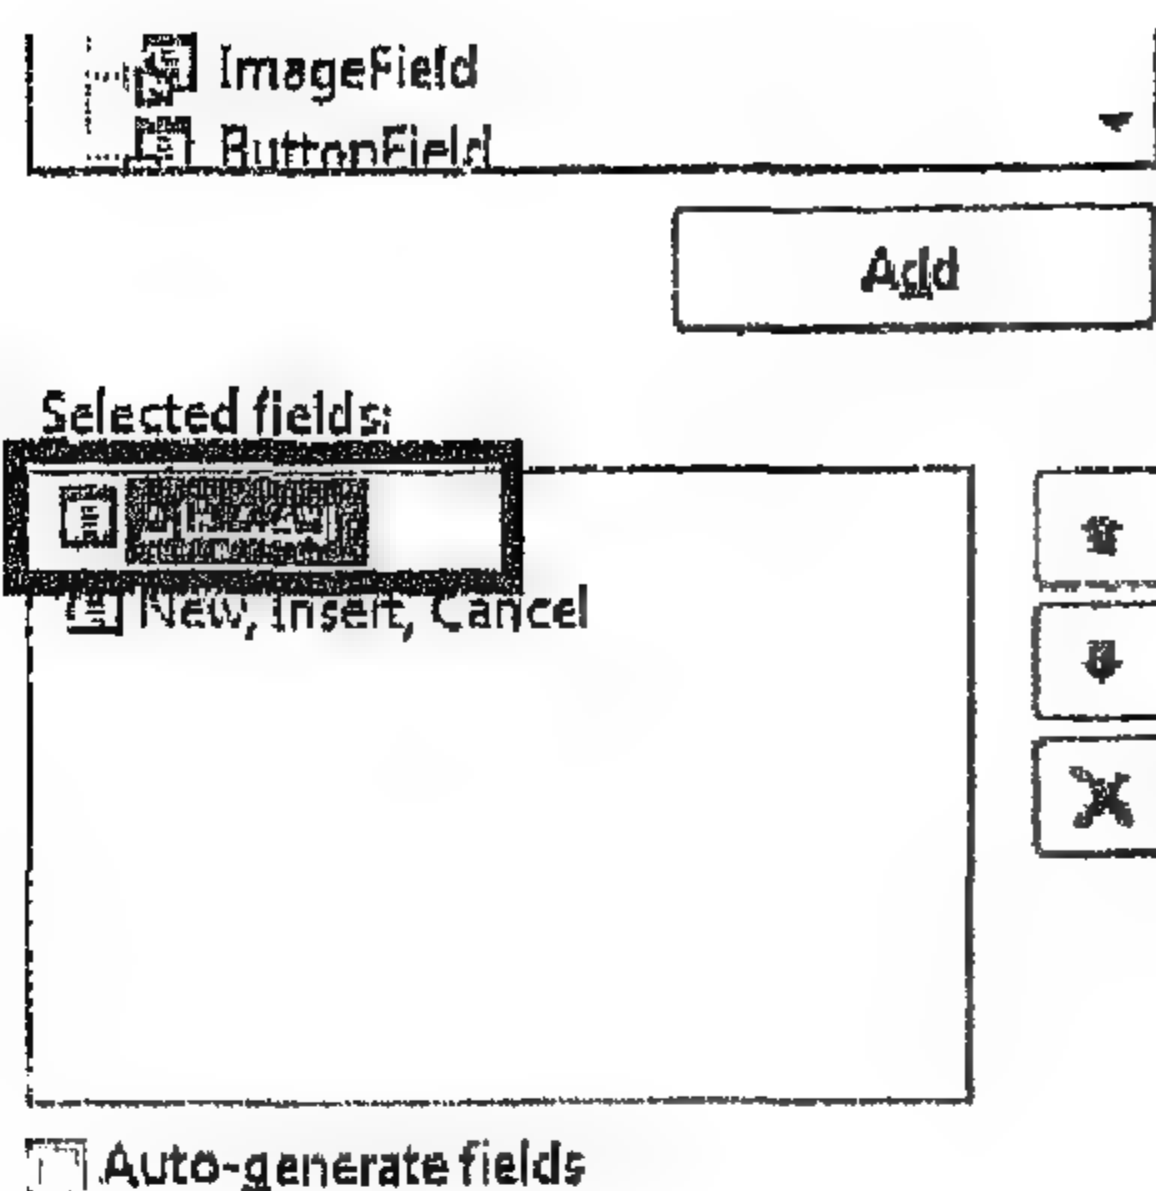 ImageField
ButtonField
Add
Selected fields:
New, Insert, Cancel
Auto-generate fields